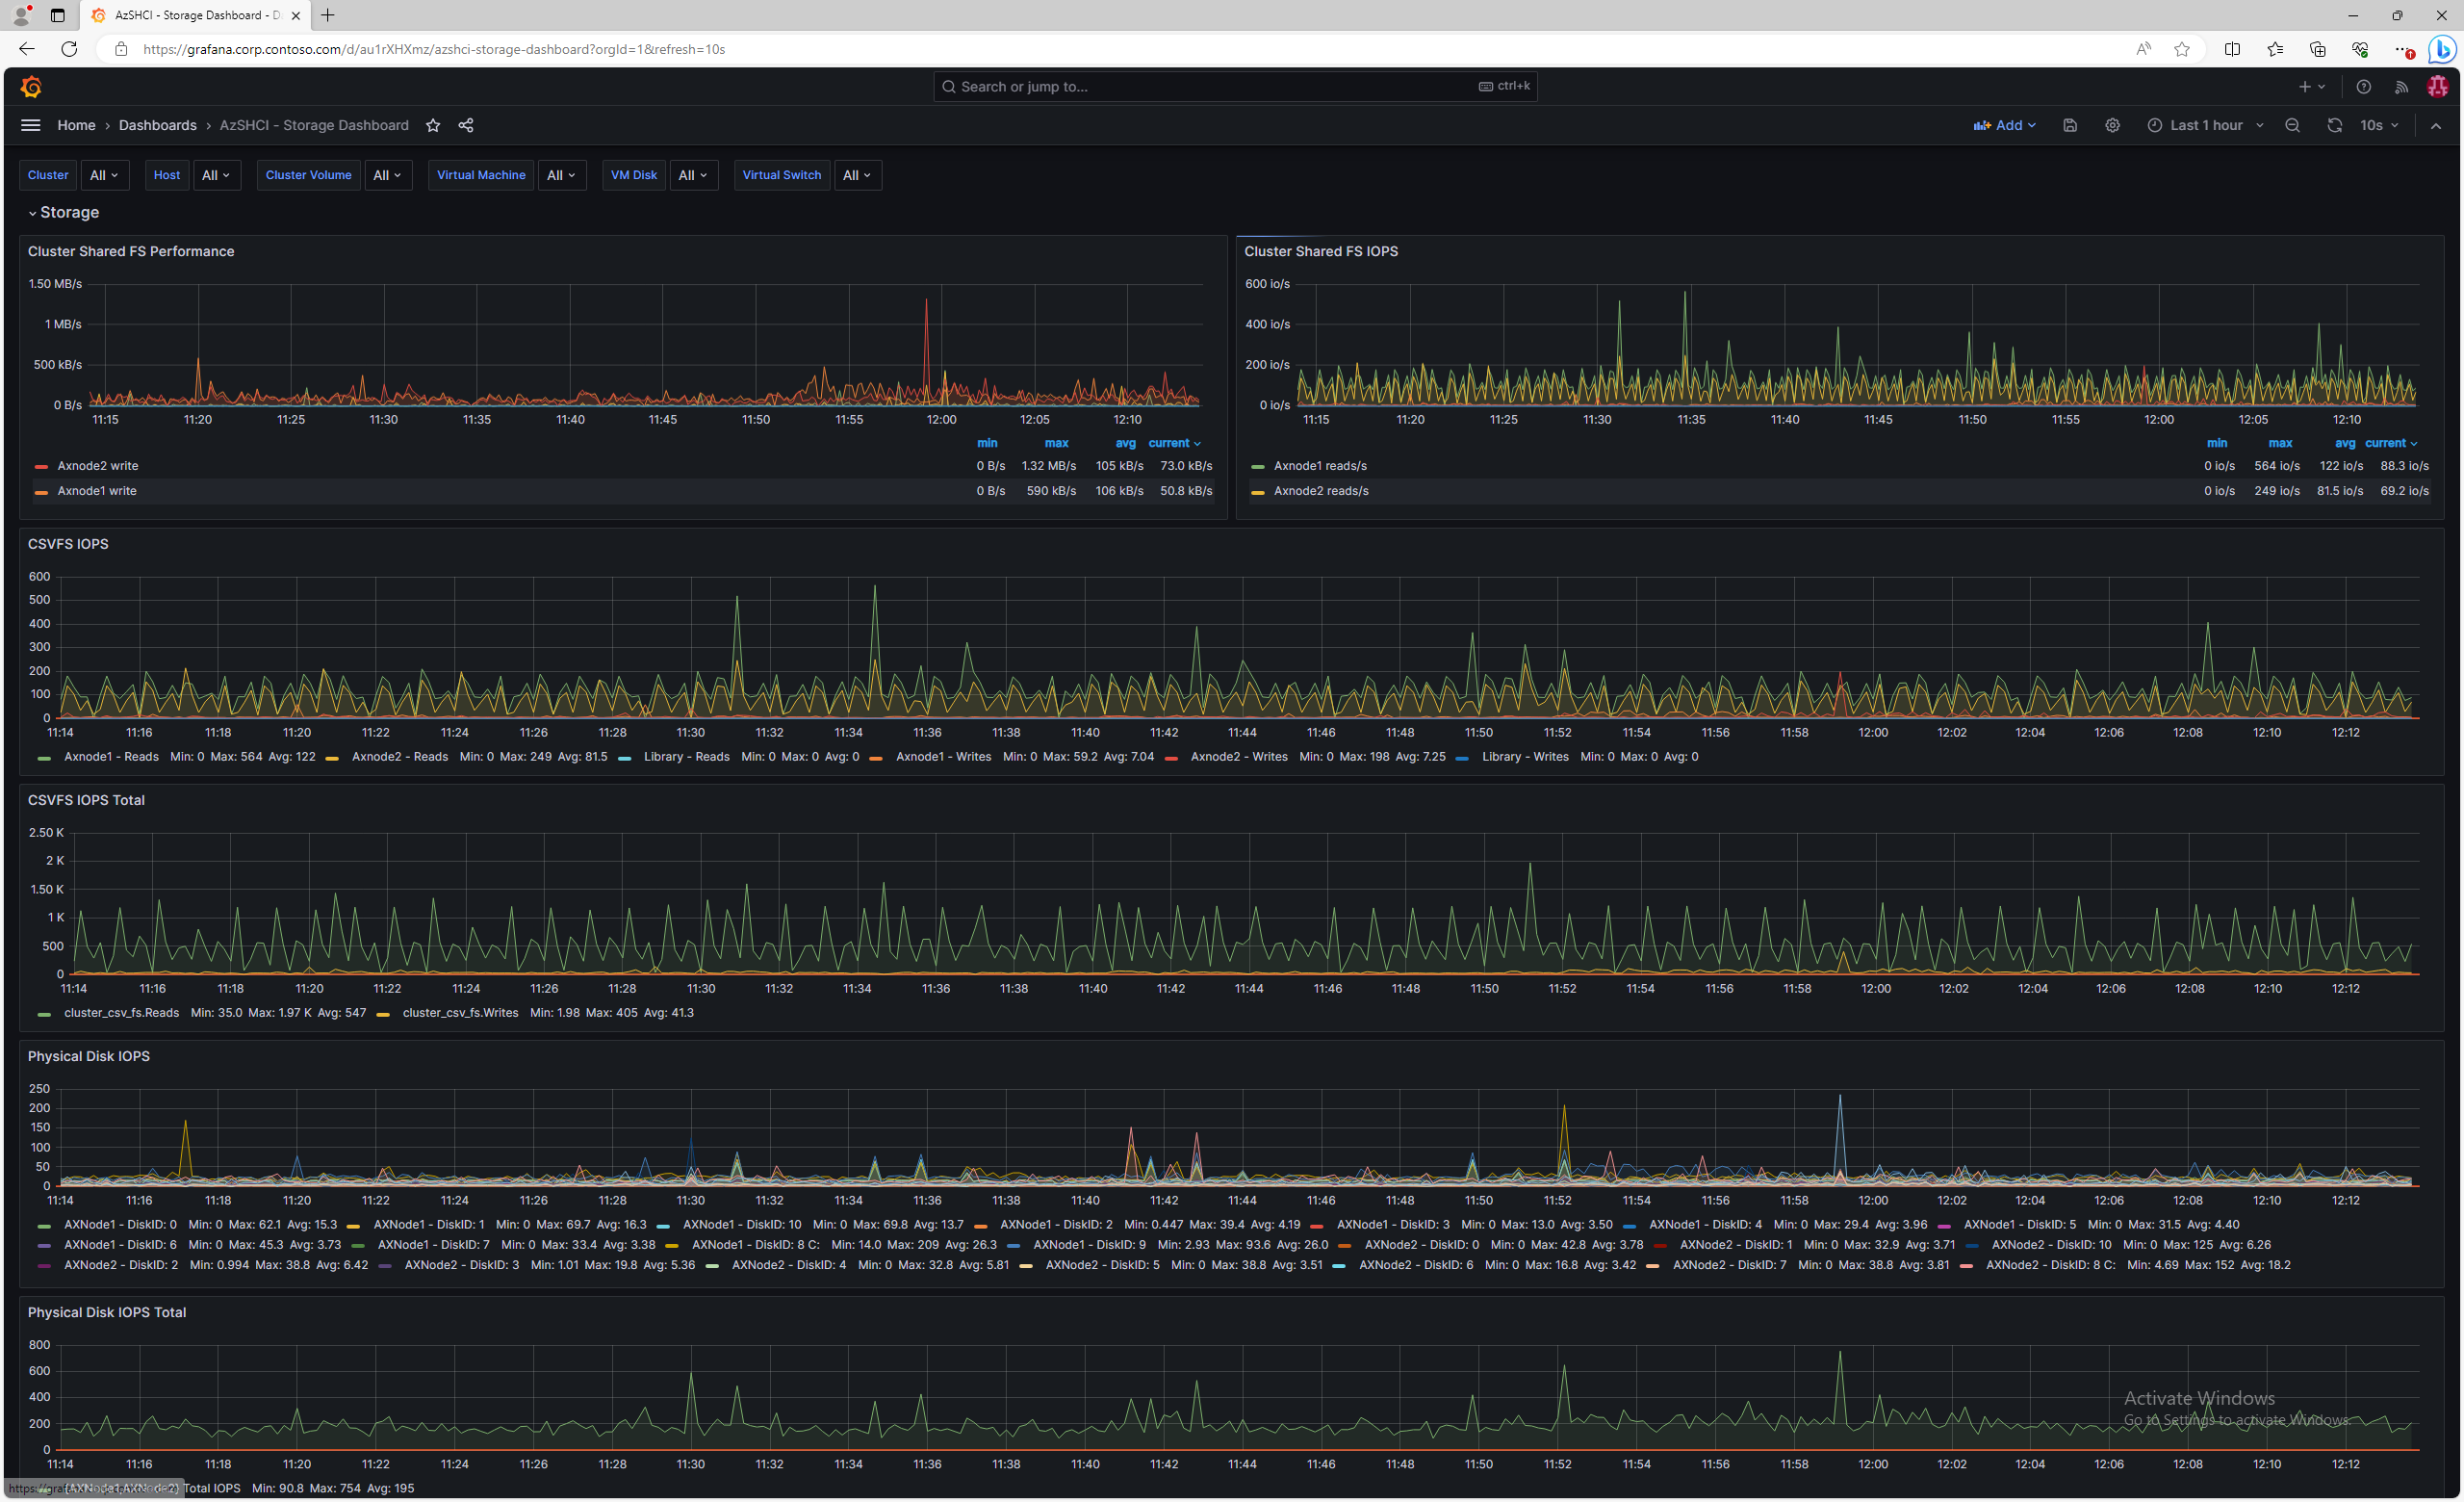 AzSHCI - Storage Dashboard - D
https://grafana.corp.contoso.com/d/au1rXHXmz/azshci-storage-dashboard?orgId=1&refresh=10s
Search or jump to... ctrl+k
Home › Dashboards › AzSHCI - Storage Dashboard Add Last 1 hour 10s
Cluster All Host All Cluster Volume All Virtual Machine All VM Disk All Virtual Switch All
Storage
Cluster Shared FS Performance
1.50 MB/s
1 MB/s
500 kB/s
0 B/s
11:15 11:20 11:25 11:30 11:35 11:40 11:45 11:50 11:55 12:00 12:05 12:10
min max avg current
Axnode2 write 0 B/s 1.32 MB/s 105 kB/s 73.0 kB/s
Axnode1 write 0 B/s 590 kB/s 106 kB/s 50.8 kB/s
Cluster Shared FS IOPS
600 io/s
400 io/s
200 io/s
0 io/s
11:15 11:20 11:25 11:30 11:35 11:40 11:45 11:50 11:55 12:00 12:05 12:10
min max avg current
Axnode1 reads/s 0 io/s 564 io/s 122 io/s 88.3 io/s
Axnode2 reads/s 0 io/s 249 io/s 81.5 io/s 69.2 io/s
CSVFS IOPS
600
500
400
300
200
100
0
11:14 11:16 11:18 11:20 11:22 11:24 11:26 11:28 11:30 11:32 11:34 11:36 11:38 11:40 11:42 11:44 11:46 11:48 11:50 11:52 11:54 11:56 11:58 12:00 12:02 12:04 12:06 12:08 12:10 12:12
Axnode1 - Reads Min: 0 Max: 564 Avg: 122 Axnode2 - Reads Min: 0 Max: 249 Avg: 81.5 Library - Reads Min: 0 Max: 0 Avg: 0 Axnode1 - Writes Min: 0 Max: 59.2 Avg: 7.04 Axnode2 - Writes Min: 0 Max: 198 Avg: 7.25 Library - Writes Min: 0 Max: 0 Avg: 0
CSVFS IOPS Total
2.50 K
2 K
1.50 K
1 K
500
0
11:14 11:16 11:18 11:20 11:22 11:24 11:26 11:28 11:30 11:32 11:34 11:36 11:38 11:40 11:42 11:44 11:46 11:48 11:50 11:52 11:54 11:56 11:58 12:00 12:02 12:04 12:06 12:08 12:10 12:12
cluster_csv_fs.Reads Min: 35.0 Max: 1.97 K Avg: 547 cluster_csv_fs.Writes Min: 1.98 Max: 405 Avg: 41.3
Physical Disk IOPS
250
200
150
100
50
0
11:14 11:16 11:18 11:20 11:22 11:24 11:26 11:28 11:30 11:32 11:34 11:36 11:38 11:40 11:42 11:44 11:46 11:48 11:50 11:52 11:54 11:56 11:58 12:00 12:02 12:04 12:06 12:08 12:10 12:12
AXNode1 - DiskID: 0 Min: 0 Max: 62.1 Avg: 15.3 AXNode1 - DiskID: 1 Min: 0 Max: 69.7 Avg: 16.3 AXNode1 - DiskID: 10 Min: 0 Max: 69.8 Avg: 13.7 AXNode1 - DiskID: 2 Min: 0.447 Max: 39.4 Avg: 4.19 AXNode1 - DiskID: 3 Min: 0 Max: 13.0 Avg: 3.50 AXNode1 - DiskID: 4 Min: 0 Max: 29.4 Avg: 3.96 AXNode1 - DiskID: 5 Min: 0 Max: 31.5 Avg: 4.40
AXNode1 - DiskID: 6 Min: 0 Max: 45.3 Avg: 3.73 AXNode1 - DiskID: 7 Min: 0 Max: 33.4 Avg: 3.38 AXNode1 - DiskID: 8 C: Min: 14.0 Max: 209 Avg: 26.3 AXNode1 - DiskID: 9 Min: 2.93 Max: 93.6 Avg: 26.0 AXNode2 - DiskID: 0 Min: 0 Max: 42.8 Avg: 3.78 AXNode2 - DiskID: 1 Min: 0 Max: 32.9 Avg: 3.71 AXNode2 - DiskID: 10 Min: 0 Max: 125 Avg: 6.26
AXNode2 - DiskID: 2 Min: 0.994 Max: 38.8 Avg: 6.42 AXNode2 - DiskID: 3 Min: 1.01 Max: 19.8 Avg: 5.36 AXNode2 - DiskID: 4 Min: 0 Max: 32.8 Avg: 5.81 AXNode2 - DiskID: 5 Min: 0 Max: 38.8 Avg: 3.51 AXNode2 - DiskID: 6 Min: 0 Max: 16.8 Avg: 3.42 AXNode2 - DiskID: 7 Min: 0 Max: 38.8 Avg: 3.81 AXNode2 - DiskID: 8 C: Min: 4.69 Max: 152 Avg: 18.2
Physical Disk IOPS Total
800
600
400
200
0
11:14 11:16 11:18 11:20 11:22 11:24 11:26 11:28 11:30 11:32 11:34 11:36 11:38 11:40 11:42 11:44 11:46 11:48 11:50 11:52 11:54 11:56 11:58 12:00 12:02 12:04 12:06 12:08 12:10 12:12
Total IOPS Min: 90.8 Max: 754 Avg: 195
Activate Windows
Go to Settings to activate Windows.